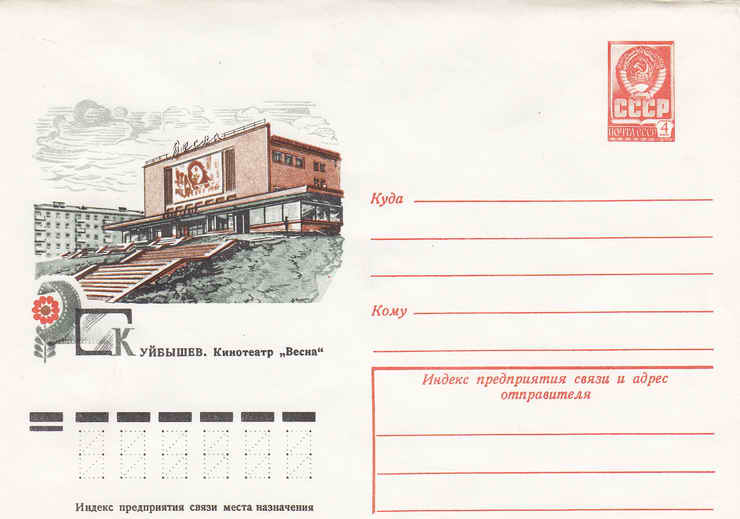 СССР
ПОЧТА СССР 4
Весна
Куда
Кому
КУЙБЫШЕВ. Кинотеатр „Весна“
Индекс предприятия связи и адрес
отправителя
Индекс предприятия связи места назначения